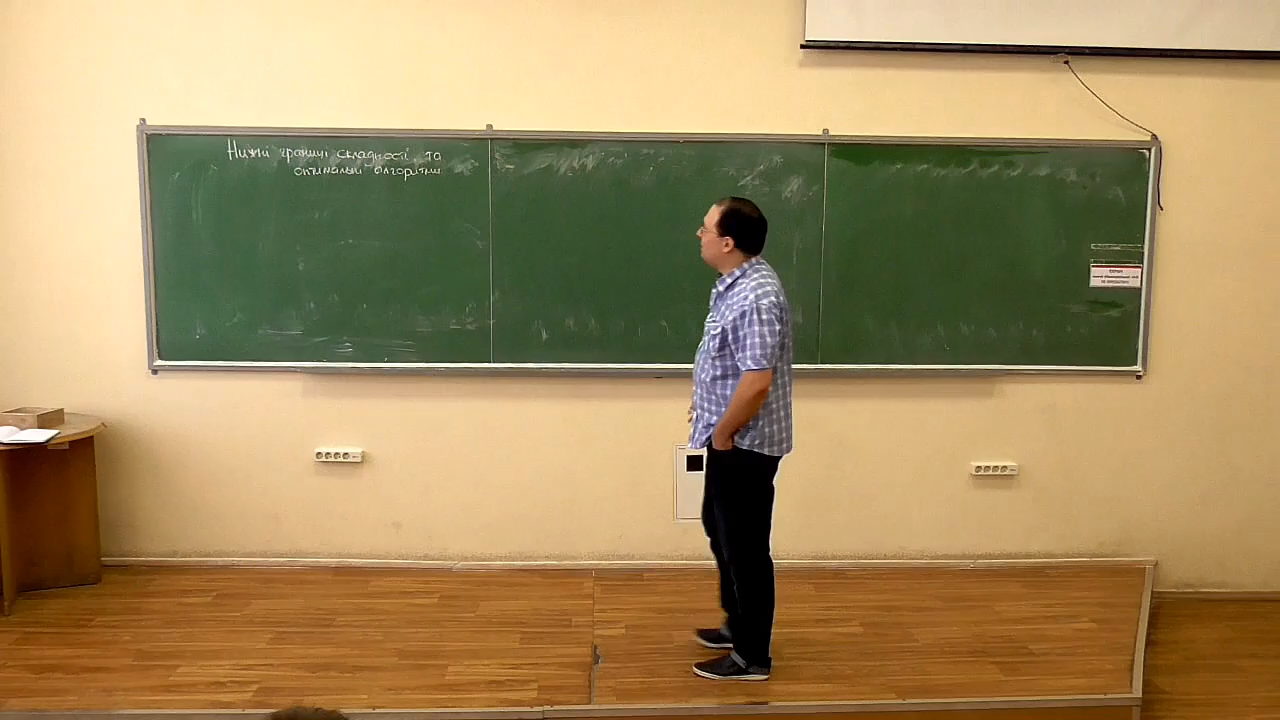 Нижні границі складності та
оптимальні алгоритми